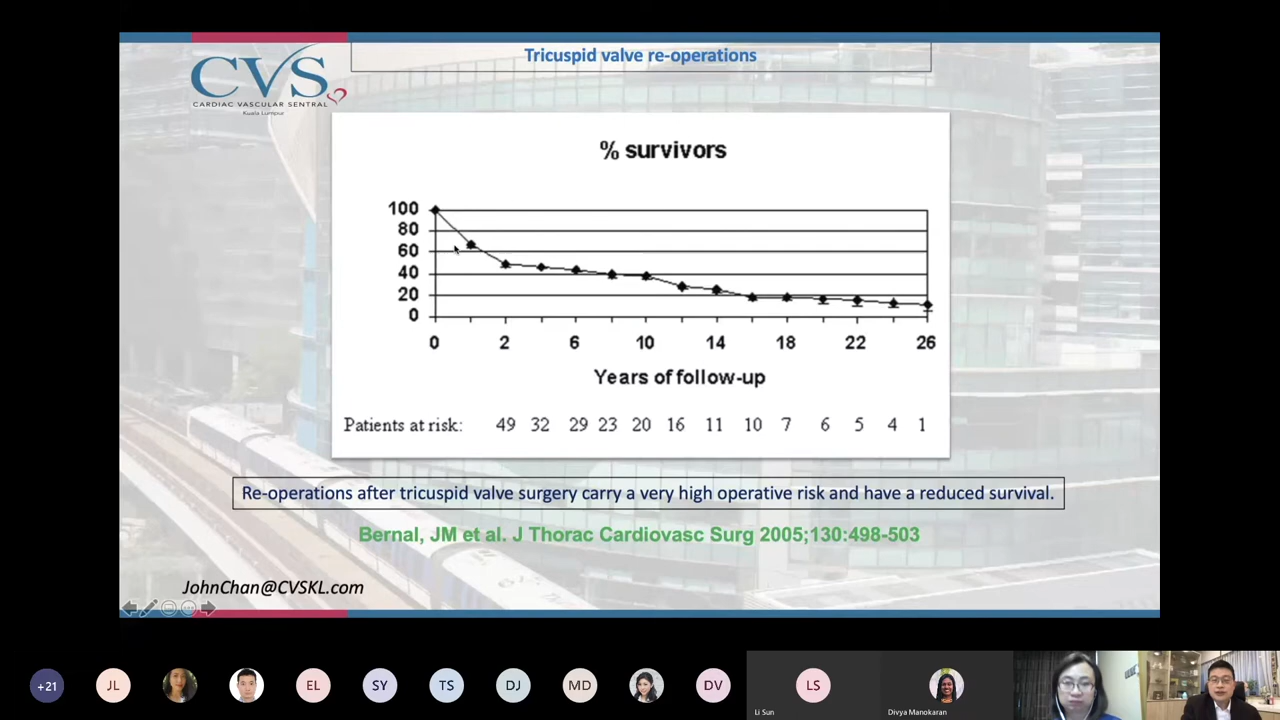 Tricuspid valve re-operations
CVS
CARDIAC VASCULAR SENTRAL
Kuala Lumpur
% survivors
100
80
60
40
20
0
0 2 6 10 14 18 22 26
Years of follow-up
Patients at risk: 49 32 29 23 20 16 11 10 7 6 5 4 1
Re-operations after tricuspid valve surgery carry a very high operative risk and have a reduced survival.
Bernal, JM et al. J Thorac Cardiovasc Surg 2005;130:498-503
JohnChan@CVSKL.com
+21 JL EL SY TS DJ MD DV LS
Li Sun
Divya Manokaran